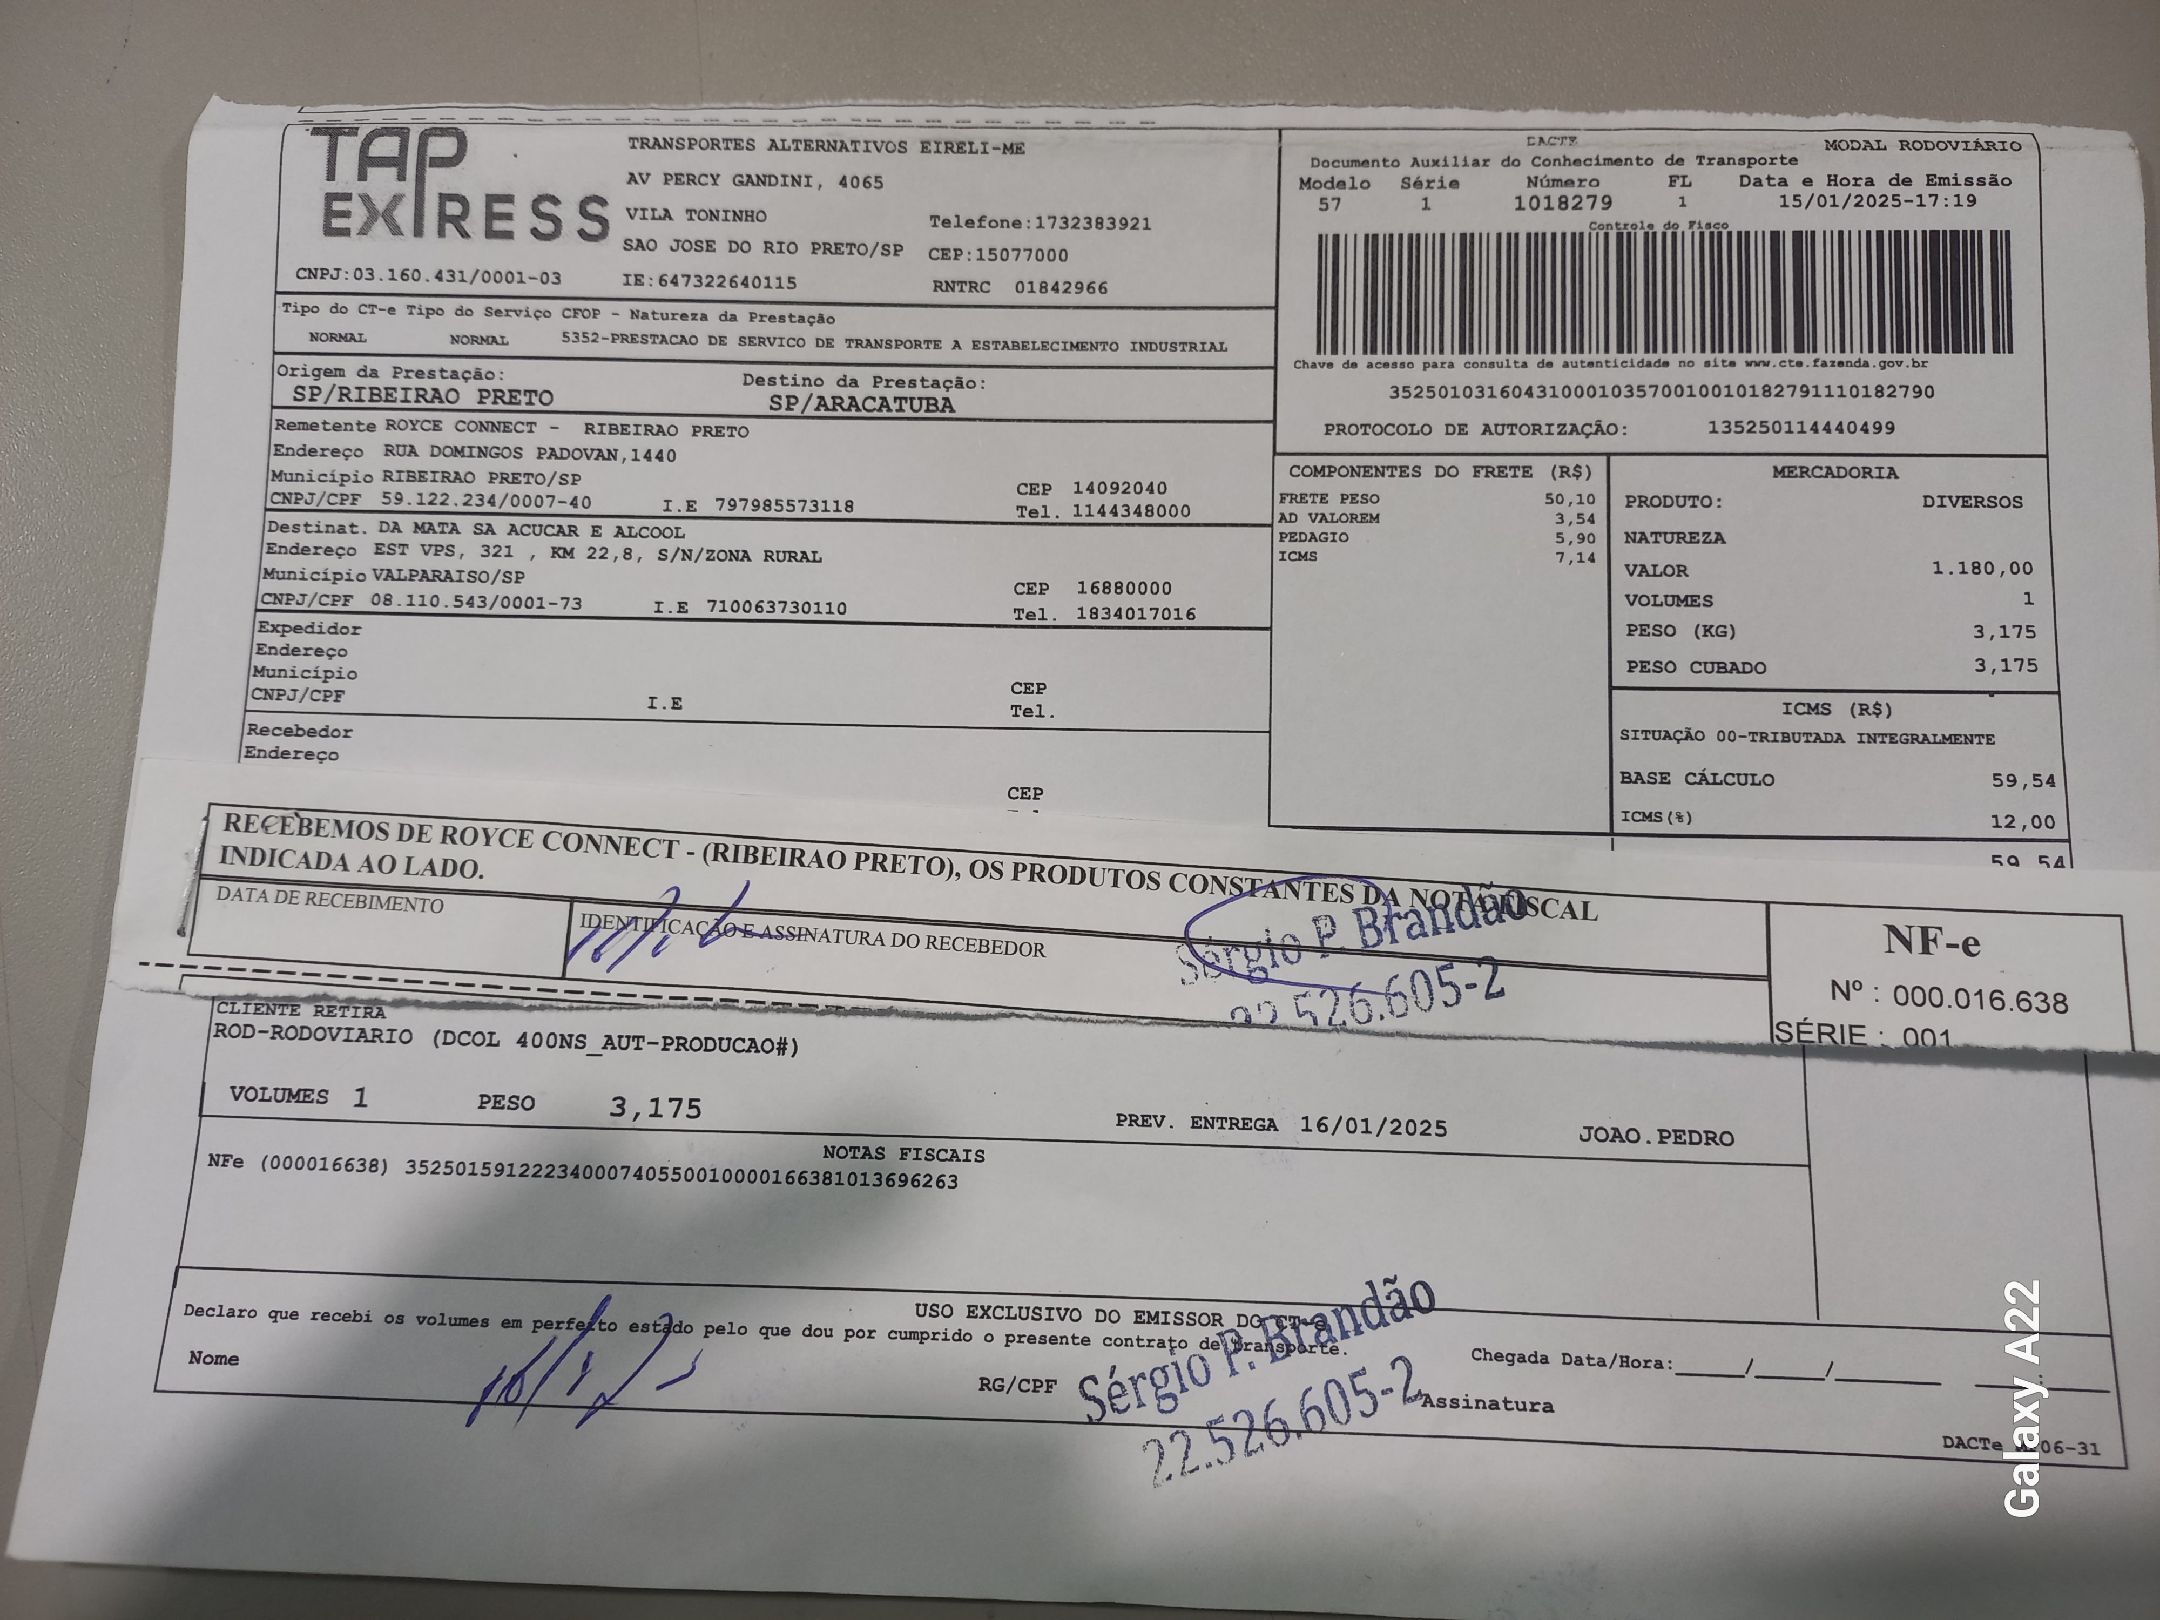 TAP
EXPRESS
TRANSPORTES ALTERNATIVOS EIRELI-ME
AV PERCY GANDINI, 4065
VILA TONINHO Telefone:1732383921
SAO JOSE DO RIO PRETO/SP CEP:15077000
CNPJ:03.160.431/0001-03 IE:647322640115 RNTRC 01842966
DACTE MODAL RODOVIÁRIO
Documento Auxiliar do Conhecimento de Transporte
Modelo Série Número FL Data e Hora de Emissão
57 1 1018279 1 15/01/2025-17:19
Controle do Fisco
Chave de acesso para consulta de autenticidade no site www.cte.fazenda.gov.br
35250103160431000103570010010182791110182790
PROTOCOLO DE AUTORIZAÇÃO: 135250114440499
Tipo do CT-e Tipo do Serviço CFOP - Natureza da Prestação
NORMAL NORMAL 5352-PRESTACAO DE SERVICO DE TRANSPORTE A ESTABELECIMENTO INDUSTRIAL
Origem da Prestação: Destino da Prestação:
SP/RIBEIRAO PRETO SP/ARACATUBA
Remetente ROYCE CONNECT - RIBEIRAO PRETO
Endereço RUA DOMINGOS PADOVAN,1440
Município RIBEIRAO PRETO/SP CEP 14092040
CNPJ/CPF 59.122.234/0007-40 I.E 797985573118 Tel. 1144348000
Destinat. DA MATA SA ACUCAR E ALCOOL
Endereço EST VPS, 321 , KM 22,8, S/N/ZONA RURAL
Município VALPARAISO/SP CEP 16880000
CNPJ/CPF 08.110.543/0001-73 I.E 710063730110 Tel. 1834017016
Expedidor
Endereço
Município CEP
CNPJ/CPF I.E Tel.
Recebedor
Endereço
CEP
COMPONENTES DO FRETE (R$)
FRETE PESO 50,10
AD VALOREM 3,54
PEDAGIO 5,90
ICMS 7,14
MERCADORIA
PRODUTO: DIVERSOS
NATUREZA
VALOR 1.180,00
VOLUMES 1
PESO (KG) 3,175
PESO CUBADO 3,175
ICMS (R$)
SITUAÇÃO 00-TRIBUTADA INTEGRALMENTE
BASE CÁLCULO 59,54
ICMS(%) 12,00
59,54
RECEBEMOS DE ROYCE CONNECT - (RIBEIRAO PRETO), OS PRODUTOS CONSTANTES DA NOTA FISCAL
INDICADA AO LADO.
DATA DE RECEBIMENTO IDENTIFICAÇÃO E ASSINATURA DO RECEBEDOR
Sérgio P. Brandão
22.526.605-2
NF-e
Nº : 000.016.638
SÉRIE : 001
CLIENTE RETIRA
ROD-RODOVIARIO (DCOL 400NS_AUT-PRODUCAO#)
VOLUMES 1 PESO 3,175 PREV. ENTREGA 16/01/2025 JOAO.PEDRO
NOTAS FISCAIS
NFe (000016638) 35250159122234000740550010000166381013696263
USO EXCLUSIVO DO EMISSOR DO CT-e
Declaro que recebi os volumes em perfeito estado pelo que dou por cumprido o presente contrato de transporte.
Nome RG/CPF Chegada Data/Hora:____/____/______
Assinatura
Sérgio P. Brandão
22.526.605-2
DACTe 06-31
Galaxy A22